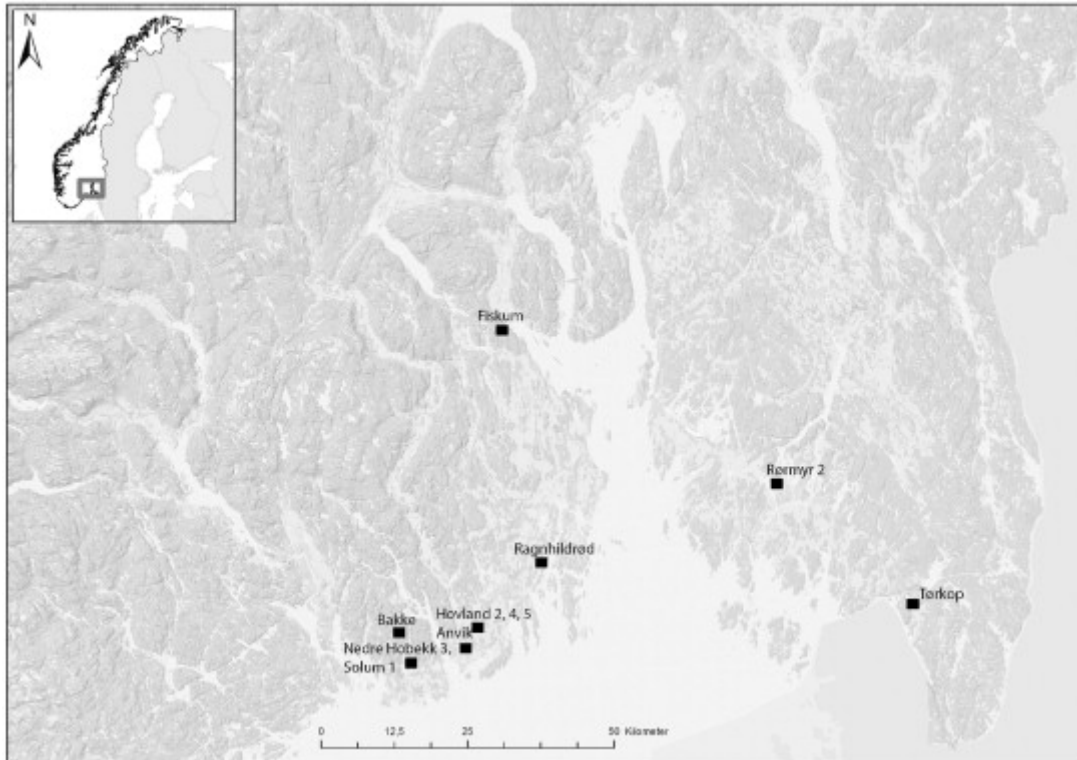 N
Fiskum
Rørmyr 2
Ragnhildrød
Tørkop
Hovland 2, 4, 5
Bakke
Anvik
Nedre Hobekk 3,
Solum 1
0 12,5 25 50 Kilometer